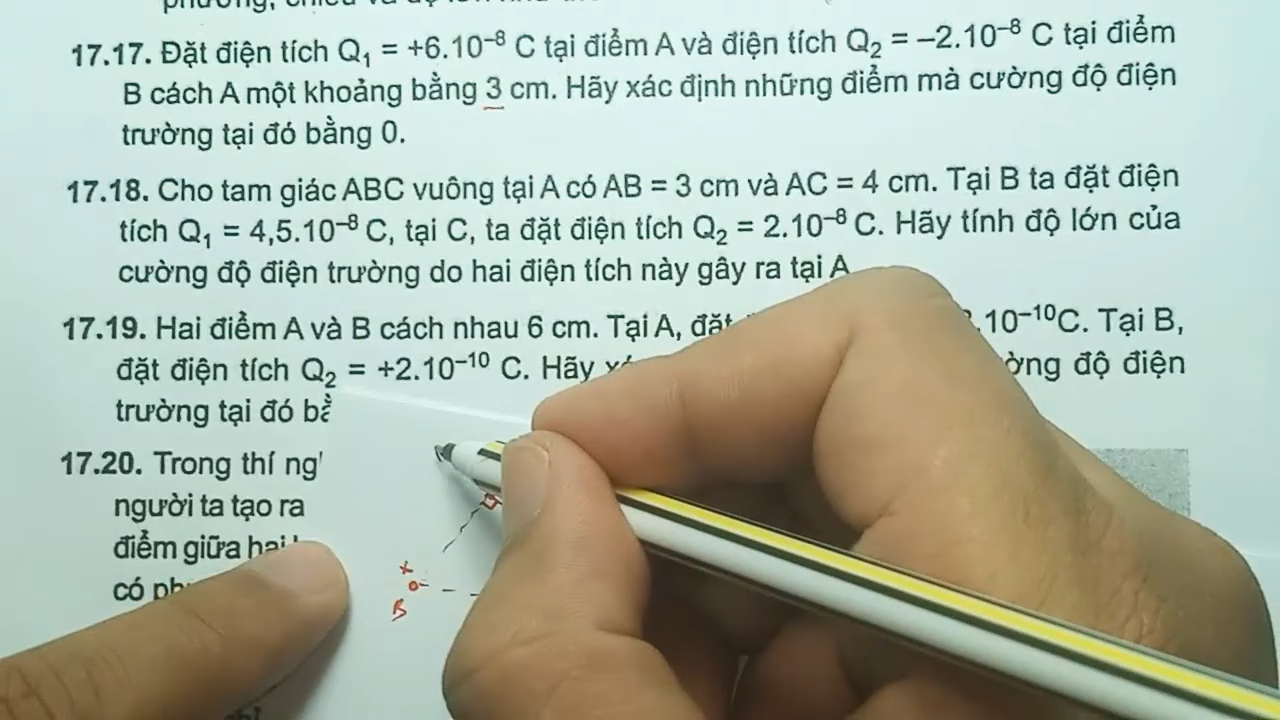 17.17. Đặt điện tích Q₁ = +6.10⁻⁸ C tại điểm A và điện tích Q₂ = –2.10⁻⁸ C tại điểm
B cách A một khoảng bằng 3 cm. Hãy xác định những điểm mà cường độ điện
trường tại đó bằng 0.
17.18. Cho tam giác ABC vuông tại A có AB = 3 cm và AC = 4 cm. Tại B ta đặt điện
tích Q₁ = 4,5.10⁻⁸ C, tại C, ta đặt điện tích Q₂ = 2.10⁻⁸ C. Hãy tính độ lớn của
cường độ điện trường do hai điện tích này gây ra tại A
17.19. Hai điểm A và B cách nhau 6 cm. Tại A, đặt .10⁻¹⁰C. Tại B,
đặt điện tích Q₂ = +2.10⁻¹⁰ C. Hãy độ điện
trường tại đó
17.20. Trong thí
người ta tạo ra
điểm giữa
có
B